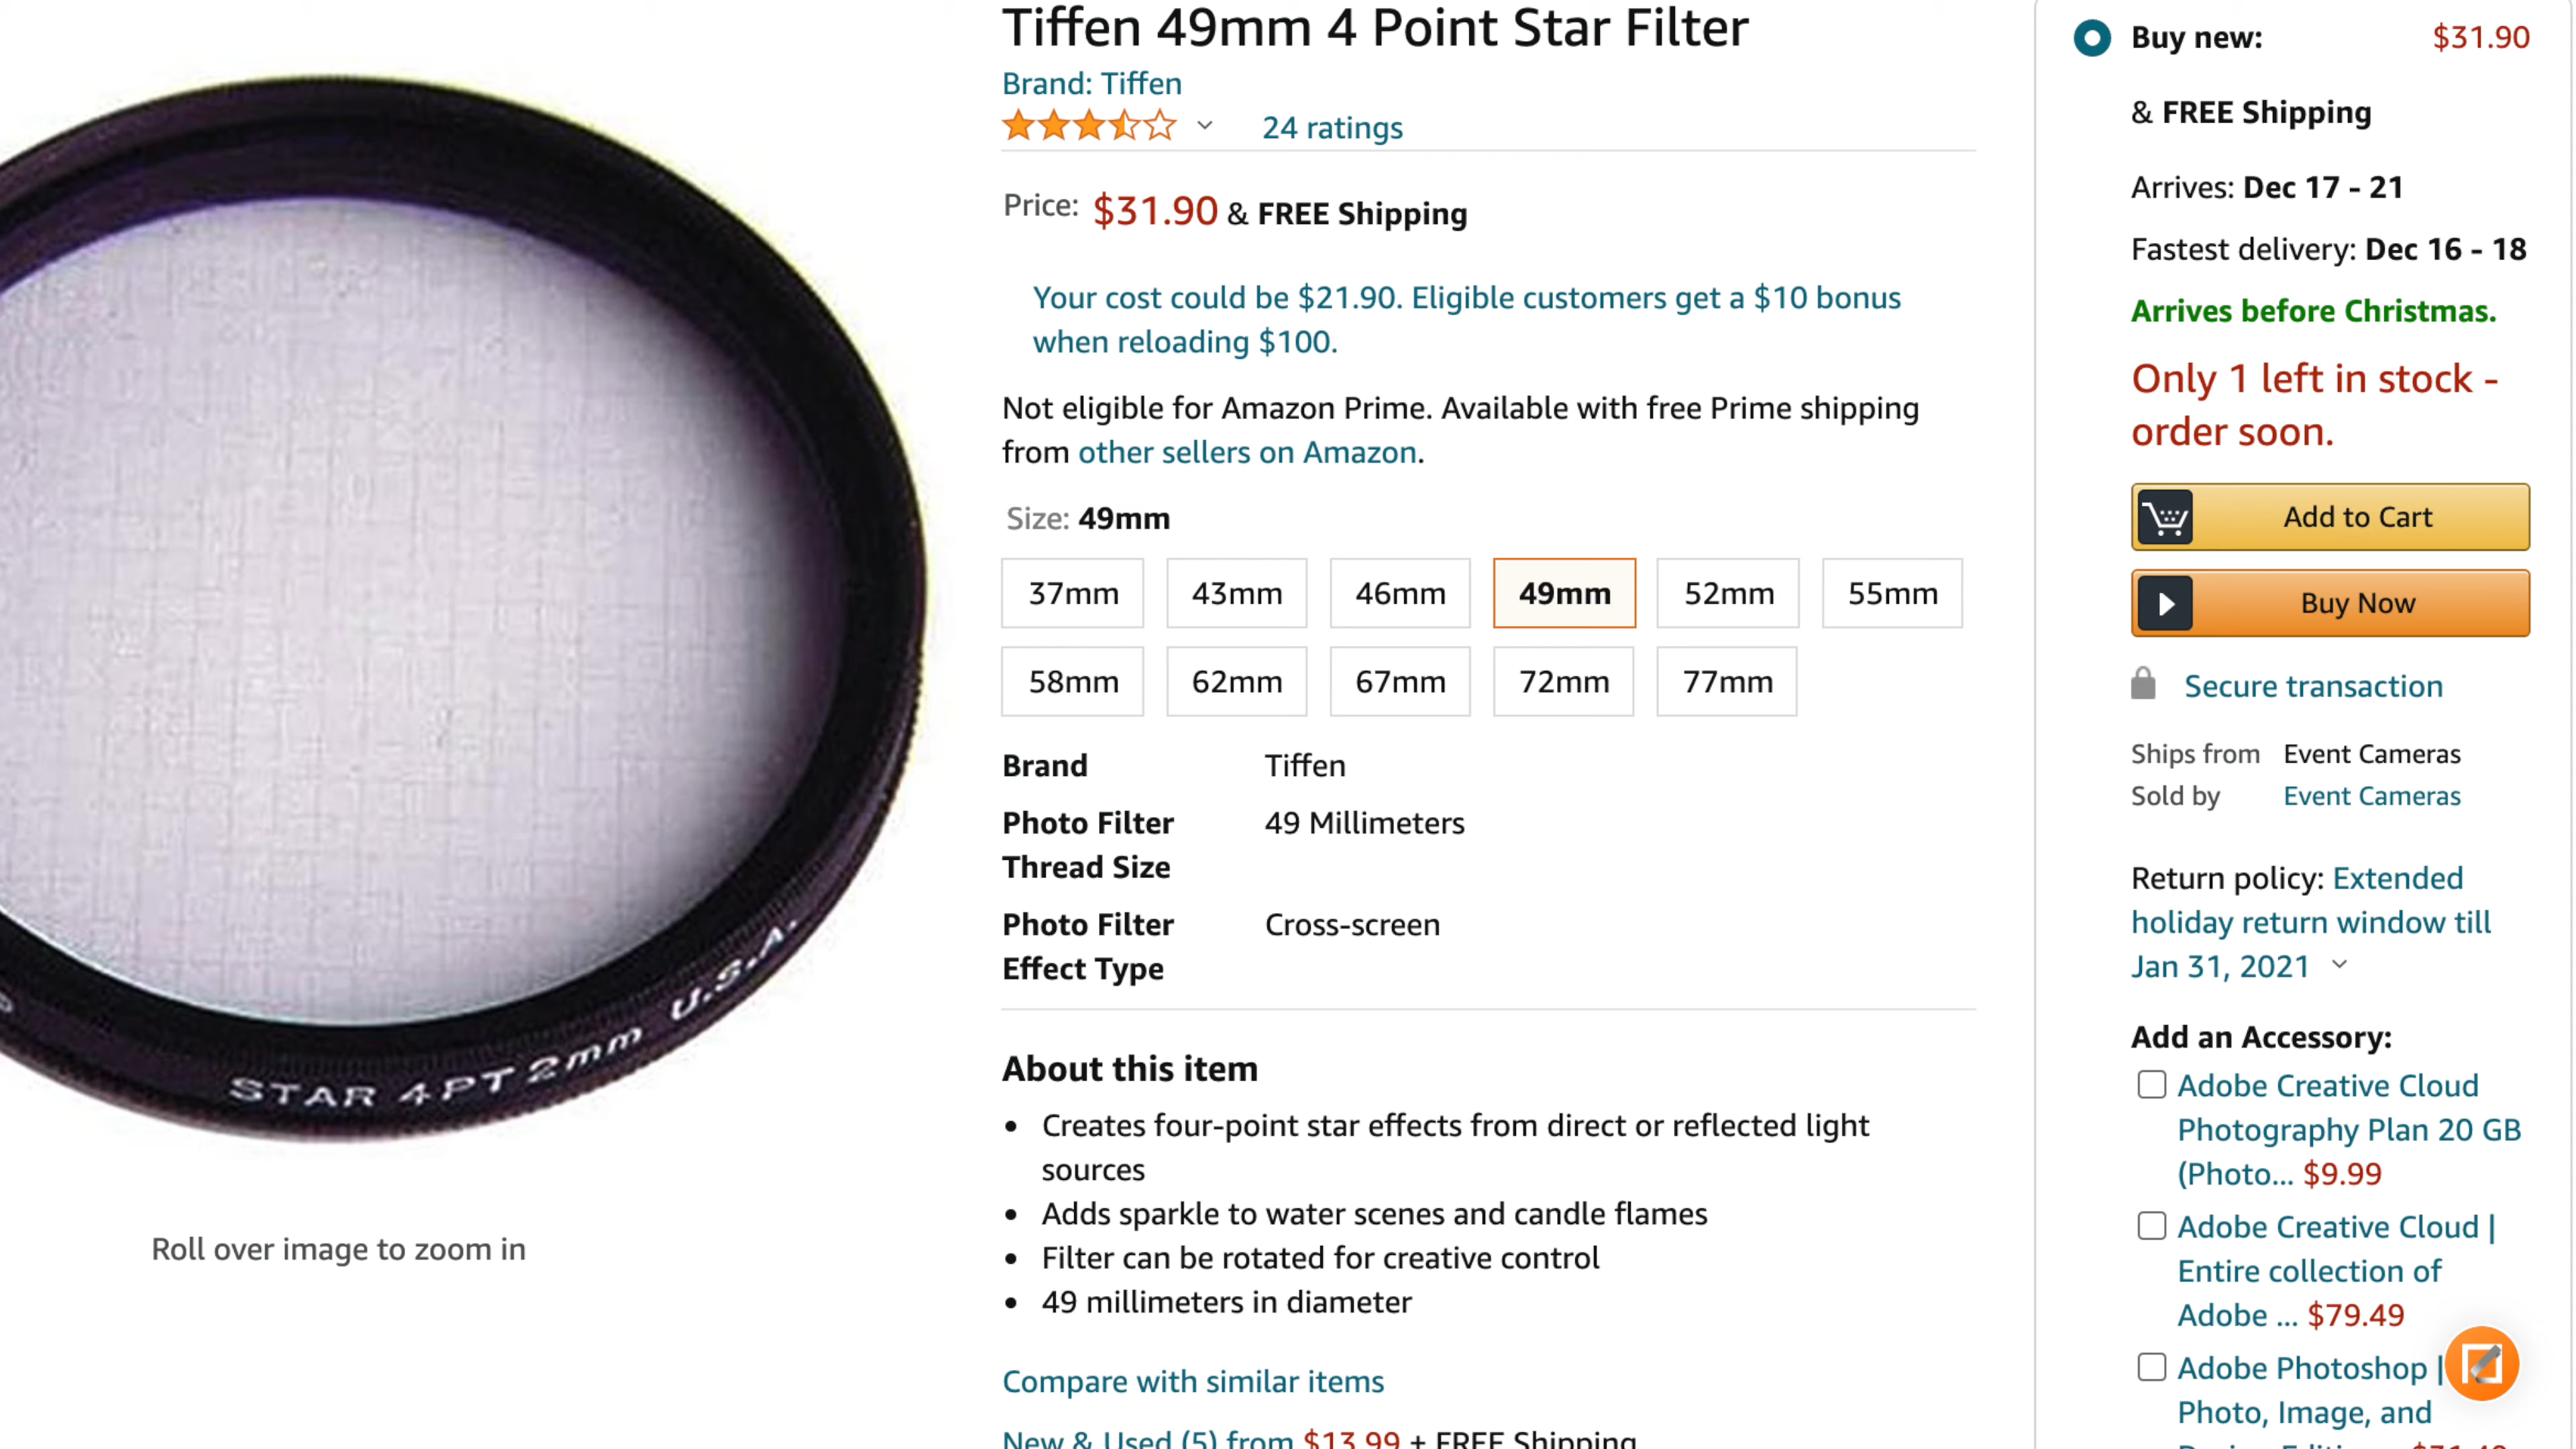 Tiffen 49mm 4 Point Star Filter
Brand: Tiffen
24 ratings
Price: $31.90 & FREE Shipping
Your cost could be $21.90. Eligible customers get a $10 bonus
when reloading $100.
Not eligible for Amazon Prime. Available with free Prime shipping
from other sellers on Amazon.
Size: 49mm
37mm 43mm 46mm 49mm 52mm 55mm
58mm 62mm 67mm 72mm 77mm
Brand Tiffen
Photo Filter 49 Millimeters
Thread Size
Photo Filter Cross-screen
Effect Type
About this item
• Creates four-point star effects from direct or reflected light
sources
• Adds sparkle to water scenes and candle flames
• Filter can be rotated for creative control
• 49 millimeters in diameter
Compare with similar items
New & Used (5) from $13.99 + FREE Shipping
STAR 4PT 2mm U.S.A.
Roll over image to zoom in
Buy new: $31.90
& FREE Shipping
Arrives: Dec 17 - 21
Fastest delivery: Dec 16 - 18
Arrives before Christmas.
Only 1 left in stock -
order soon.
Add to Cart
Buy Now
Secure transaction
Ships from Event Cameras
Sold by Event Cameras
Return policy: Extended
holiday return window till
Jan 31, 2021
Add an Accessory:
Adobe Creative Cloud
Photography Plan 20 GB
(Photo... $9.99
Adobe Creative Cloud |
Entire collection of
Adobe ... $79.49
Adobe Photoshop |
Photo, Image, and